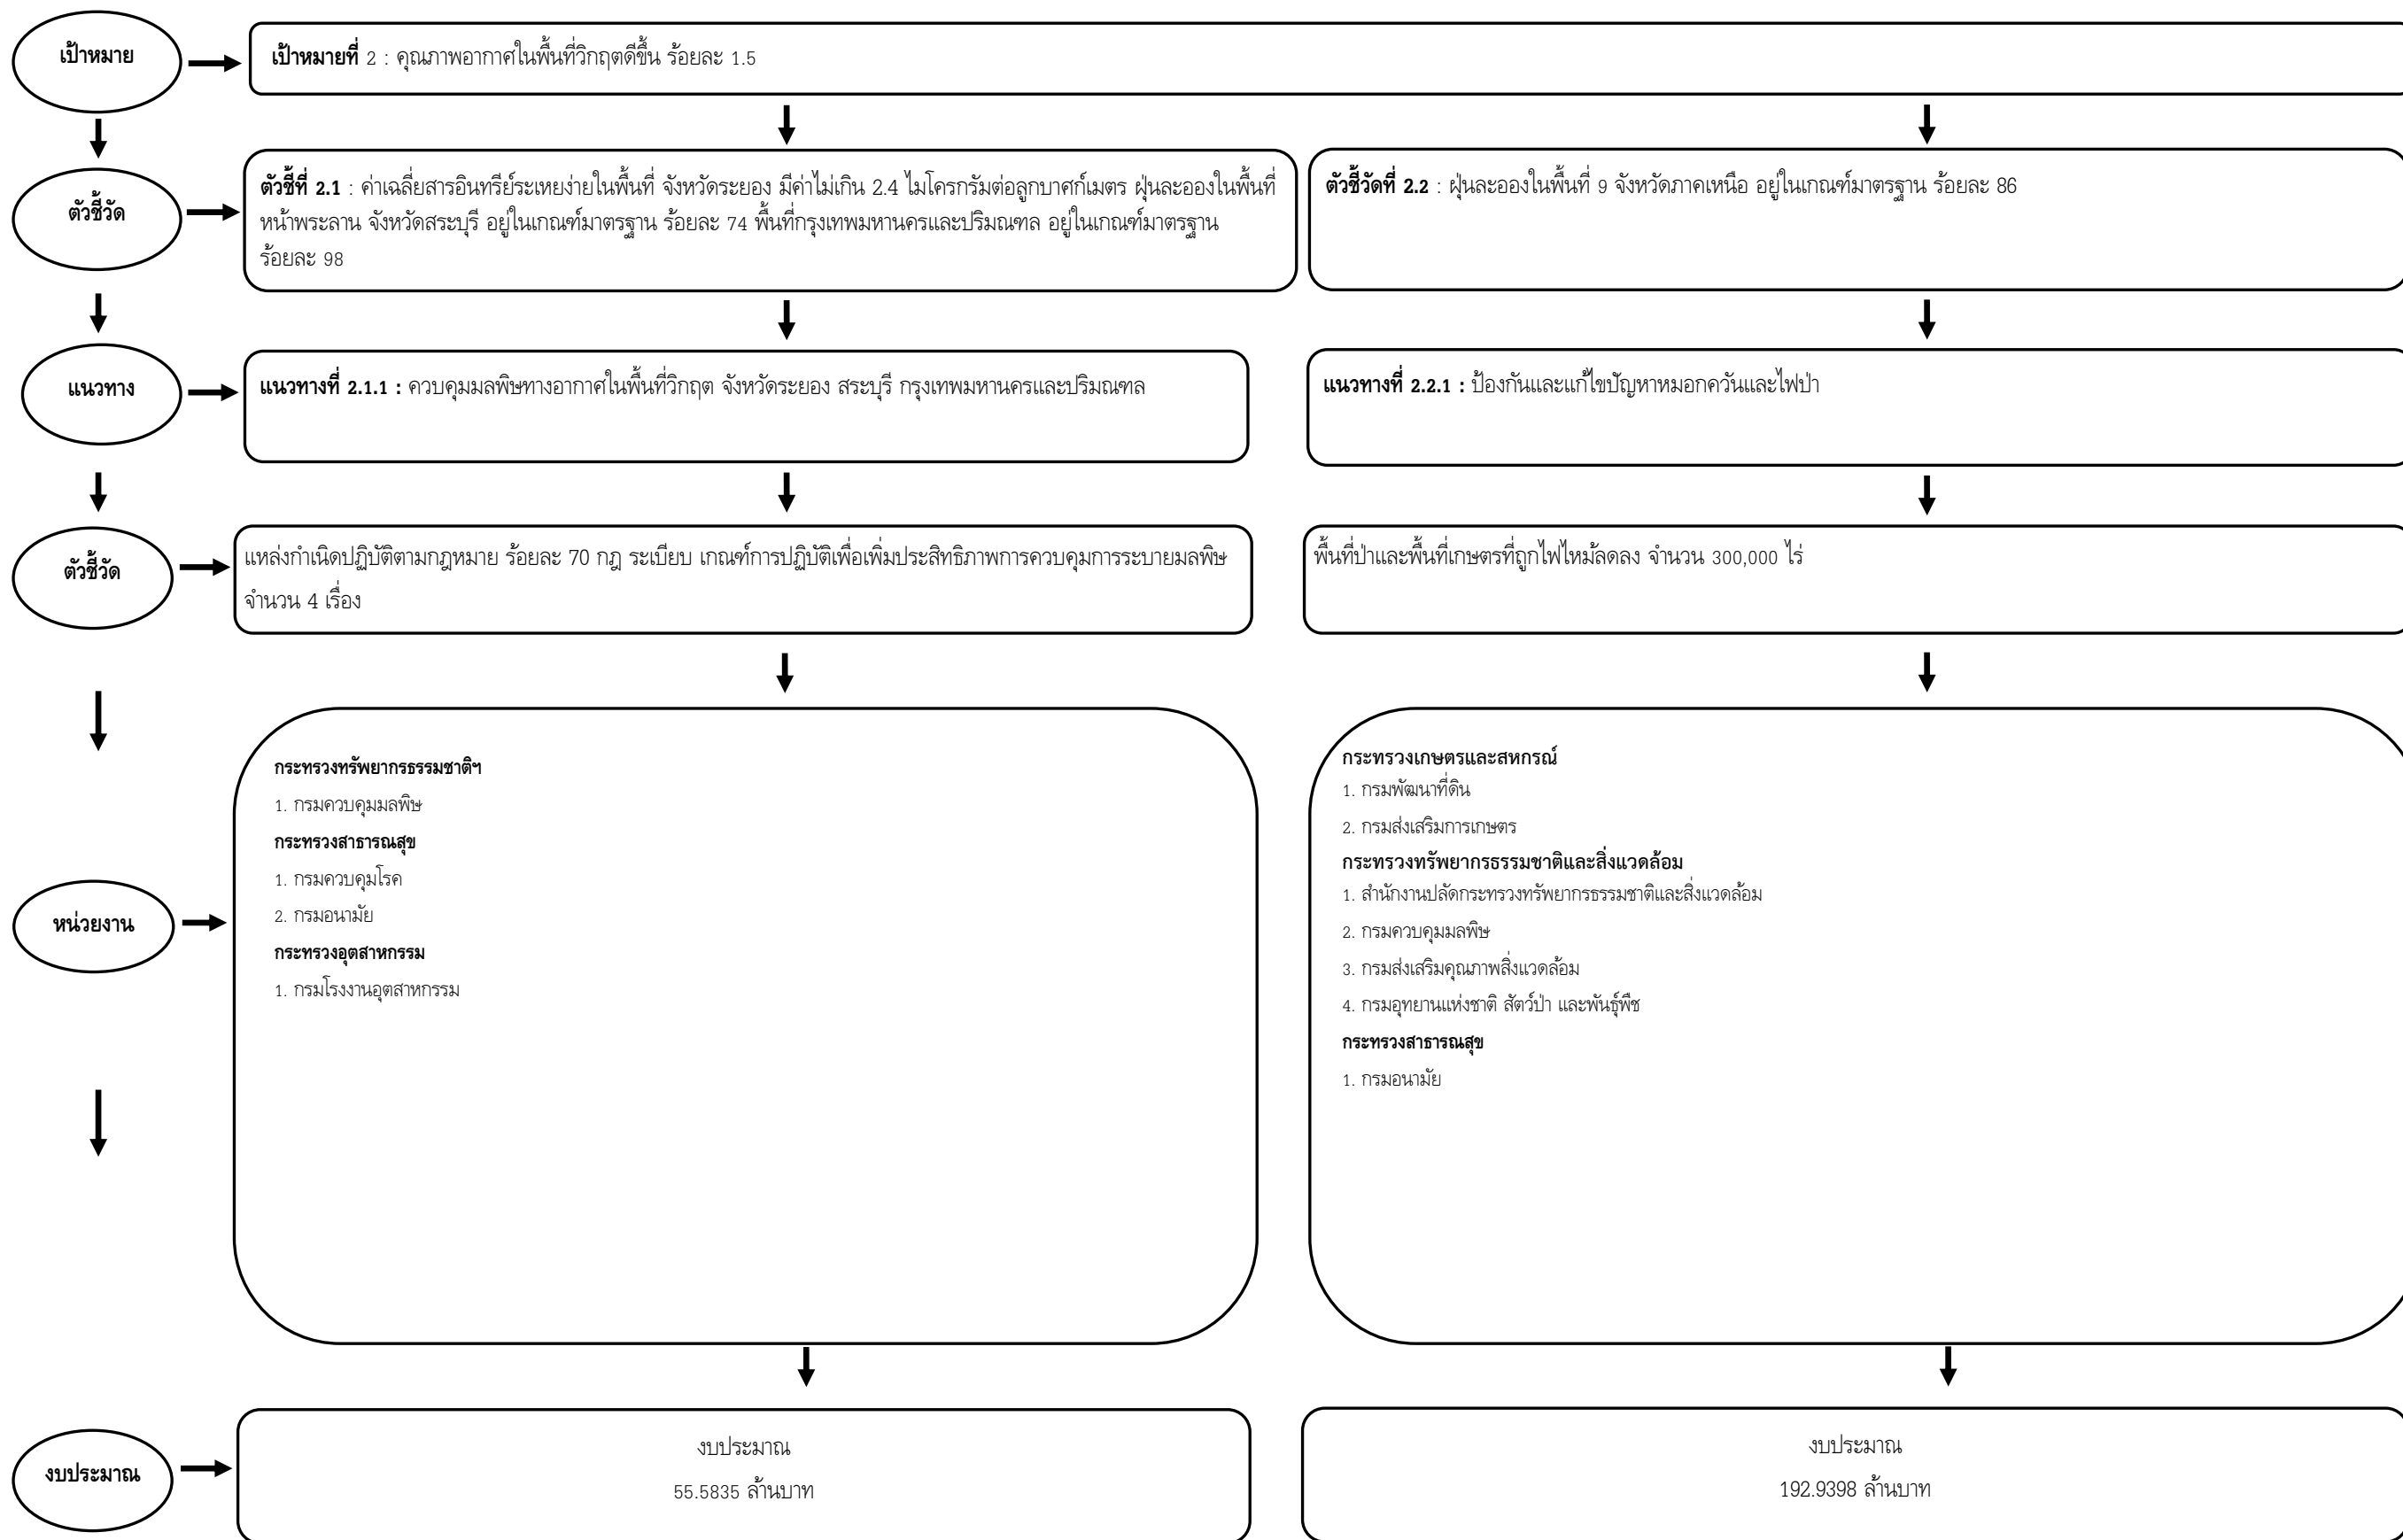 เป้าหมาย
เป้าหมายที่ 2 : คุณภาพอากาศในพื้นที่วิกฤตดีขึ้น ร้อยละ 1.5
ตัวชี้วัด
ตัวชี้ที่ 2.1 : ค่าเฉลี่ยสารอินทรีย์ระเหยง่ายในพื้นที่ จังหวัดระยอง มีค่าไม่เกิน 2.4 ไมโครกรัมต่อลูกบาศก์เมตร ฝุ่นละอองในพื้นที่
หน้าพระลาน จังหวัดสระบุรี อยู่ในเกณฑ์มาตรฐาน ร้อยละ 74 พื้นที่กรุงเทพมหานครและปริมณฑล อยู่ในเกณฑ์มาตรฐาน
ร้อยละ 98
ตัวชี้วัดที่ 2.2 : ฝุ่นละอองในพื้นที่ 9 จังหวัดภาคเหนือ อยู่ในเกณฑ์มาตรฐาน ร้อยละ 86
แนวทาง
แนวทางที่ 2.1.1 : ควบคุมมลพิษทางอากาศในพื้นที่วิกฤต จังหวัดระยอง สระบุรี กรุงเทพมหานครและปริมณฑล
แนวทางที่ 2.2.1 : ป้องกันและแก้ไขปัญหาหมอกควันและไฟป่า
ตัวชี้วัด
แหล่งกำเนิดปฏิบัติตามกฎหมาย ร้อยละ 70 กฎ ระเบียบ เกณฑ์การปฏิบัติเพื่อเพิ่มประสิทธิภาพการควบคุมการระบายมลพิษ
จำนวน 4 เรื่อง
พื้นที่ป่าและพื้นที่เกษตรที่ถูกไฟไหม้ลดลง จำนวน 300,000 ไร่
หน่วยงาน
กระทรวงทรัพยากรธรรมชาติฯ
1. กรมควบคุมมลพิษ
กระทรวงสาธารณสุข
1. กรมควบคุมโรค
2. กรมอนามัย
กระทรวงอุตสาหกรรม
1. กรมโรงงานอุตสาหกรรม
กระทรวงเกษตรและสหกรณ์
1. กรมพัฒนาที่ดิน
2. กรมส่งเสริมการเกษตร
กระทรวงทรัพยากรธรรมชาติและสิ่งแวดล้อม
1. สำนักงานปลัดกระทรวงทรัพยากรธรรมชาติและสิ่งแวดล้อม
2. กรมควบคุมมลพิษ
3. กรมส่งเสริมคุณภาพสิ่งแวดล้อม
4. กรมอุทยานแห่งชาติ สัตว์ป่า และพันธุ์พืช
กระทรวงสาธารณสุข
1. กรมอนามัย
งบประมาณ
งบประมาณ
55.5835 ล้านบาท
งบประมาณ
192.9398 ล้านบาท